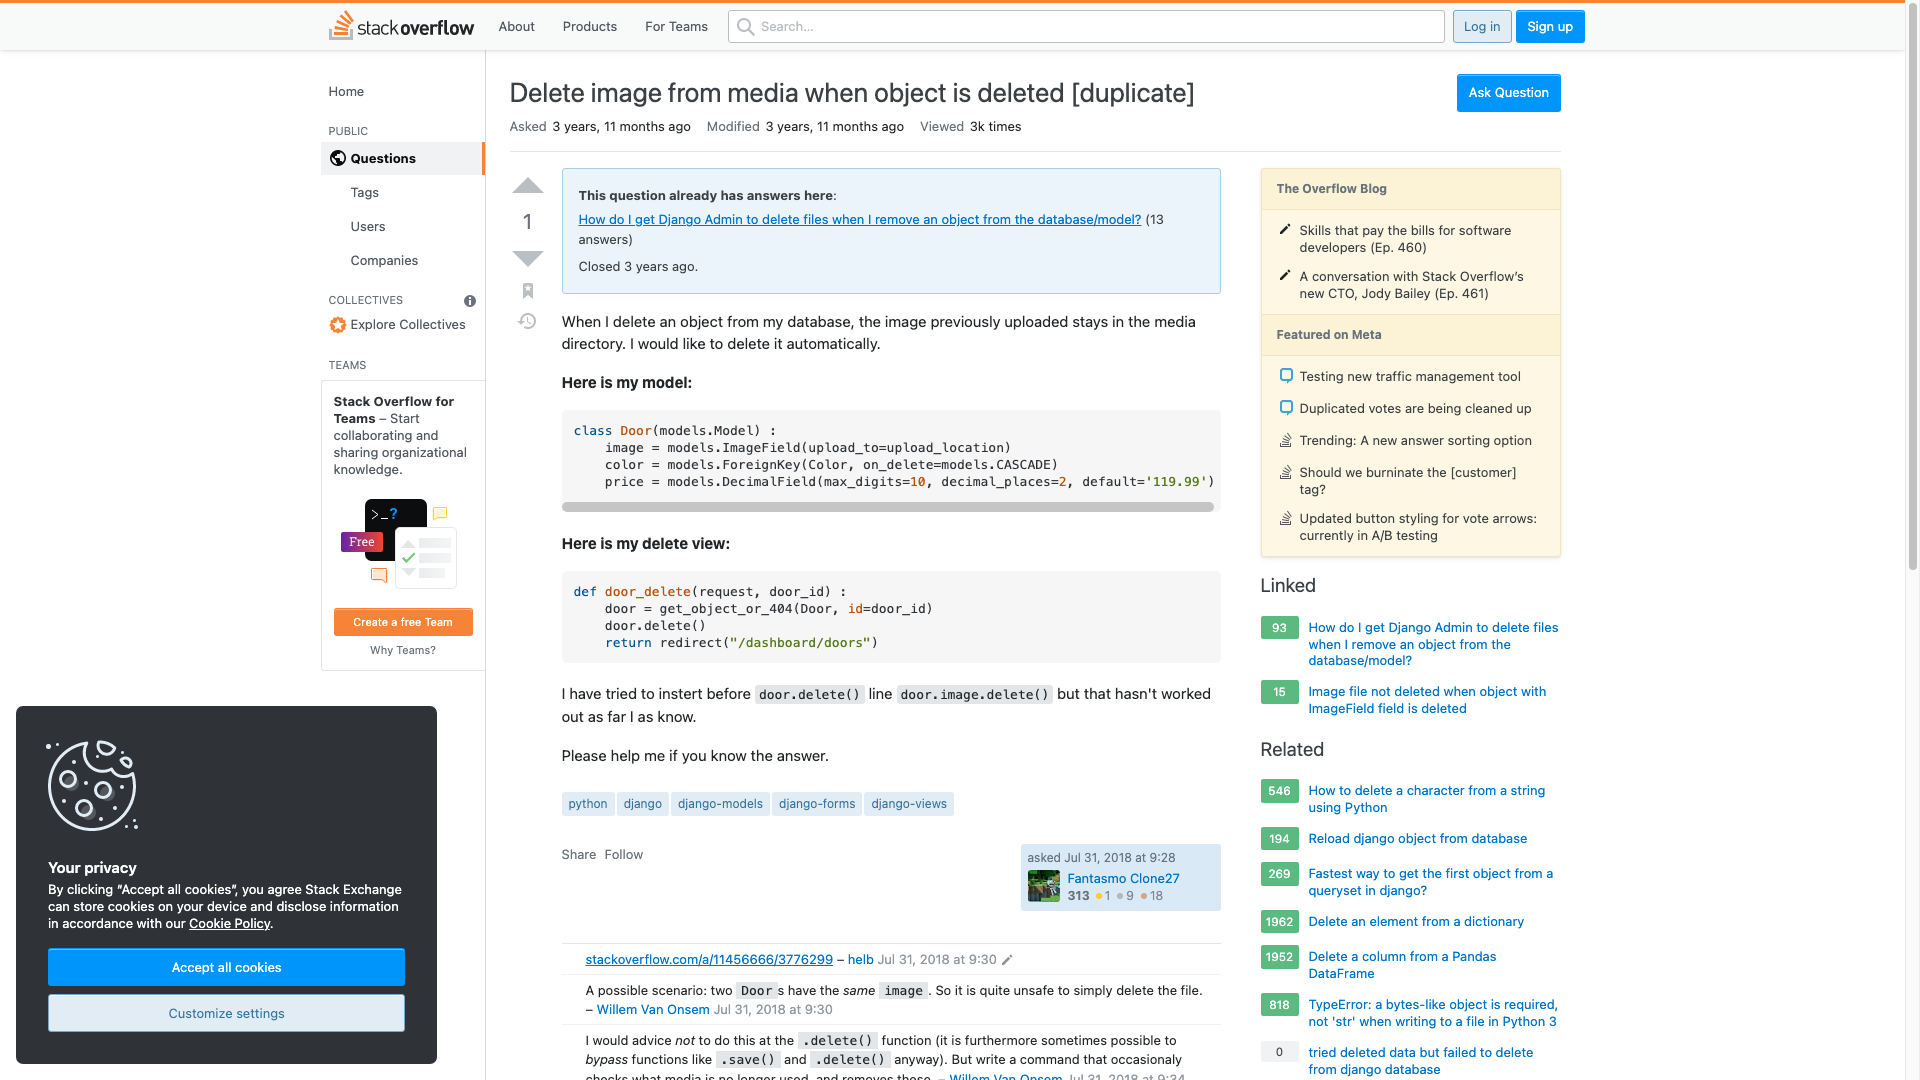 stackoverflow
About
Products
For Teams
Search...
Log in
Sign up
Home
PUBLIC
Questions
Tags
Users
Companies
COLLECTIVES
Explore Collectives
TEAMS
Stack Overflow for
Teams – Start
collaborating and
sharing organizational
knowledge.
>_?
Free
Create a free Team
Why Teams?
Delete image from media when object is deleted [duplicate]
Ask Question
Asked 3 years, 11 months ago Modified 3 years, 11 months ago Viewed 3k times
1
This question already has answers here:
How do I get Django Admin to delete files when I remove an object from the database/model? (13
answers)
Closed 3 years ago.
When I delete an object from my database, the image previously uploaded stays in the media
directory. I would like to delete it automatically.
Here is my model:
class Door(models.Model) :
    image = models.ImageField(upload_to=upload_location)
    color = models.ForeignKey(Color, on_delete=models.CASCADE)
    price = models.DecimalField(max_digits=10, decimal_places=2, default='119.99')
Here is my delete view:
def door_delete(request, door_id) :
    door = get_object_or_404(Door, id=door_id)
    door.delete()
    return redirect("/dashboard/doors")
I have tried to instert before door.delete() line door.image.delete() but that hasn't worked
out as far I as know.
Please help me if you know the answer.
python django django-models django-forms django-views
Share Follow
asked Jul 31, 2018 at 9:28
Fantasmo Clone27
313 1 9 18
stackoverflow.com/a/11456666/3776299 – helb Jul 31, 2018 at 9:30
A possible scenario: two Door s have the same image . So it is quite unsafe to simply delete the file.
– Willem Van Onsem Jul 31, 2018 at 9:30
I would advice not to do this at the .delete() function (it is furthermore sometimes possible to
bypass functions like .save() and .delete() anyway). But write a command that occasionaly
checks what media is no longer used, and removes these. – Willem Van Onsem Jul 31, 2018 at 9:34
The Overflow Blog
Skills that pay the bills for software
developers (Ep. 460)
A conversation with Stack Overflow's
new CTO, Jody Bailey (Ep. 461)
Featured on Meta
Testing new traffic management tool
Duplicated votes are being cleaned up
Trending: A new answer sorting option
Should we burninate the [customer]
tag?
Updated button styling for vote arrows:
currently in A/B testing
Linked
93 How do I get Django Admin to delete files
when I remove an object from the
database/model?
15 Image file not deleted when object with
ImageField field is deleted
Related
546 How to delete a character from a string
using Python
194 Reload django object from database
269 Fastest way to get the first object from a
queryset in django?
1962 Delete an element from a dictionary
1952 Delete a column from a Pandas
DataFrame
818 TypeError: a bytes-like object is required,
not 'str' when writing to a file in Python 3
0 tried deleted data but failed to delete
from django database
Your privacy
By clicking "Accept all cookies", you agree Stack Exchange
can store cookies on your device and disclose information
in accordance with our Cookie Policy.
Accept all cookies
Customize settings